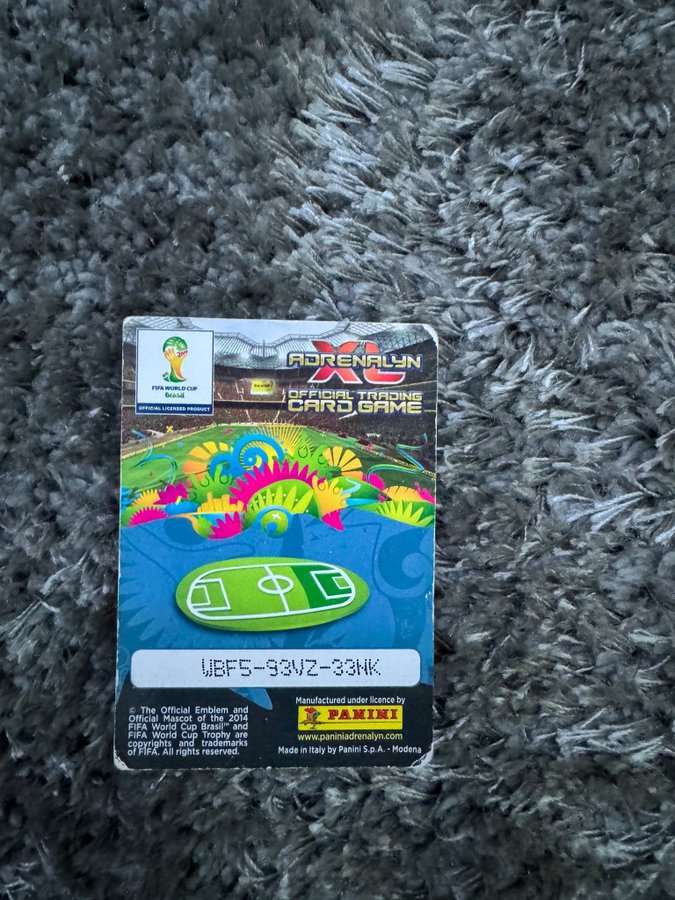 FIFA WORLD CUP
Brasil
OFFICIAL LICENSED PRODUCT
ADRENALYN
XL
OFFICIAL TRADING
CARD GAME
PANINI
VBF5-93VZ-33NK
© The Official Emblem and
Official Mascot of the 2014
FIFA World Cup Brasil™ and
FIFA World Cup Trophy are
copyrights and trademarks
of FIFA. All rights reserved.
Manufactured under licence by
PANINI
www.paniniadrenalyn.com
Made in Italy by Panini S.p.A. - Modena